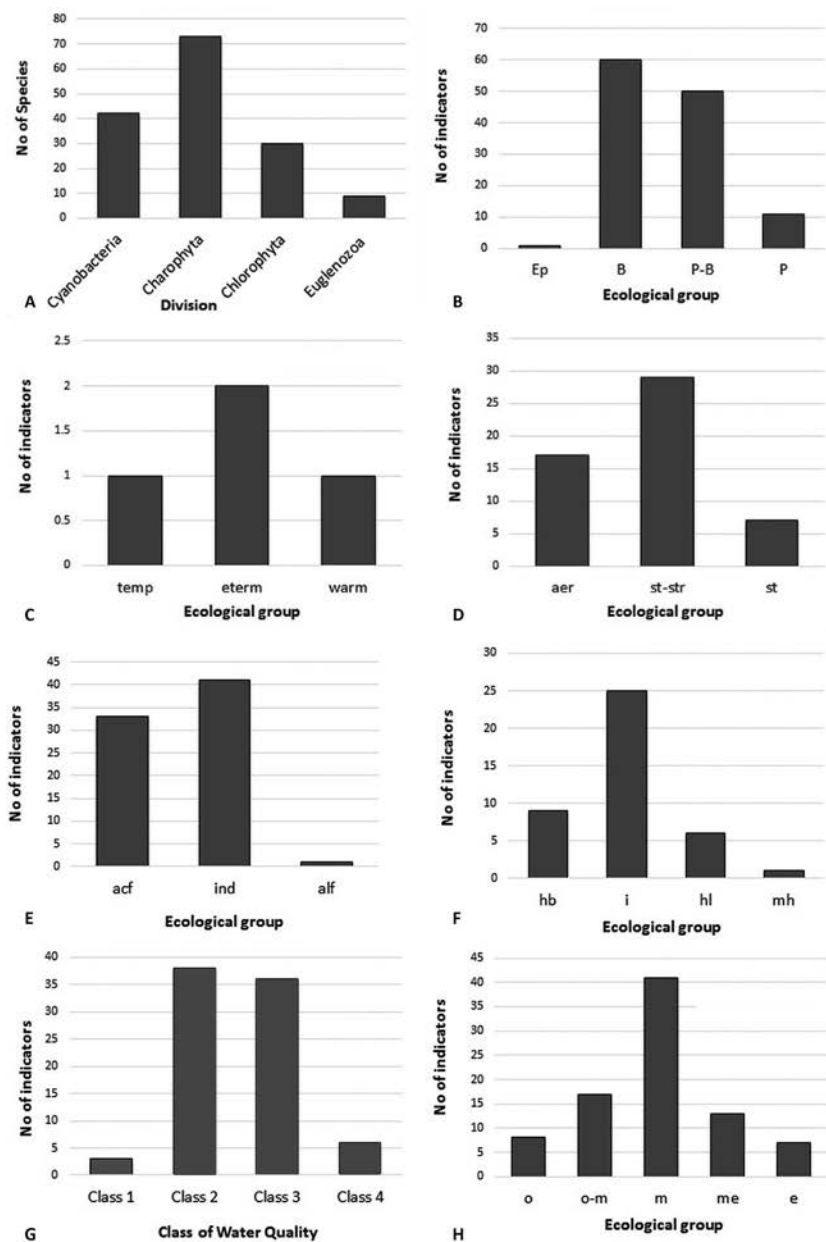 80
70
60
50
40
30
20
10
0
No of Species
Cyanobacteria
Charophyta
Chlorophyta
Euglenozoa
A
Division
70
60
50
40
30
20
10
0
No of indicators
Ep B P-B P
B
Ecological group
2.5
2
1.5
1
0.5
0
No of indicators
temp eterm warm
C
Ecological group
35
30
25
20
15
10
5
0
No of indicators
aer st-str st
D
Ecological group
45
40
35
30
25
20
15
10
5
0
No of indicators
acf ind alf
E
Ecological group
30
25
20
15
10
5
0
No of indicators
hb i hl mh
F
Ecological group
40
35
30
25
20
15
10
5
0
No of indicators
Class 1 Class 2 Class 3 Class 4
G
Class of Water Quality
45
40
35
30
25
20
15
10
5
0
No of indicators
o o-m m me e
H
Ecological group